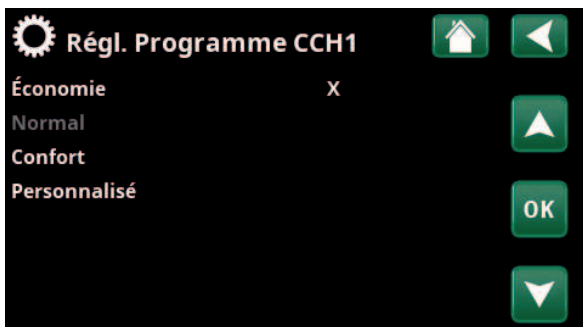 Régl. Programme CCH1
Économie X
Normal
Confort
Personnalisé
OK